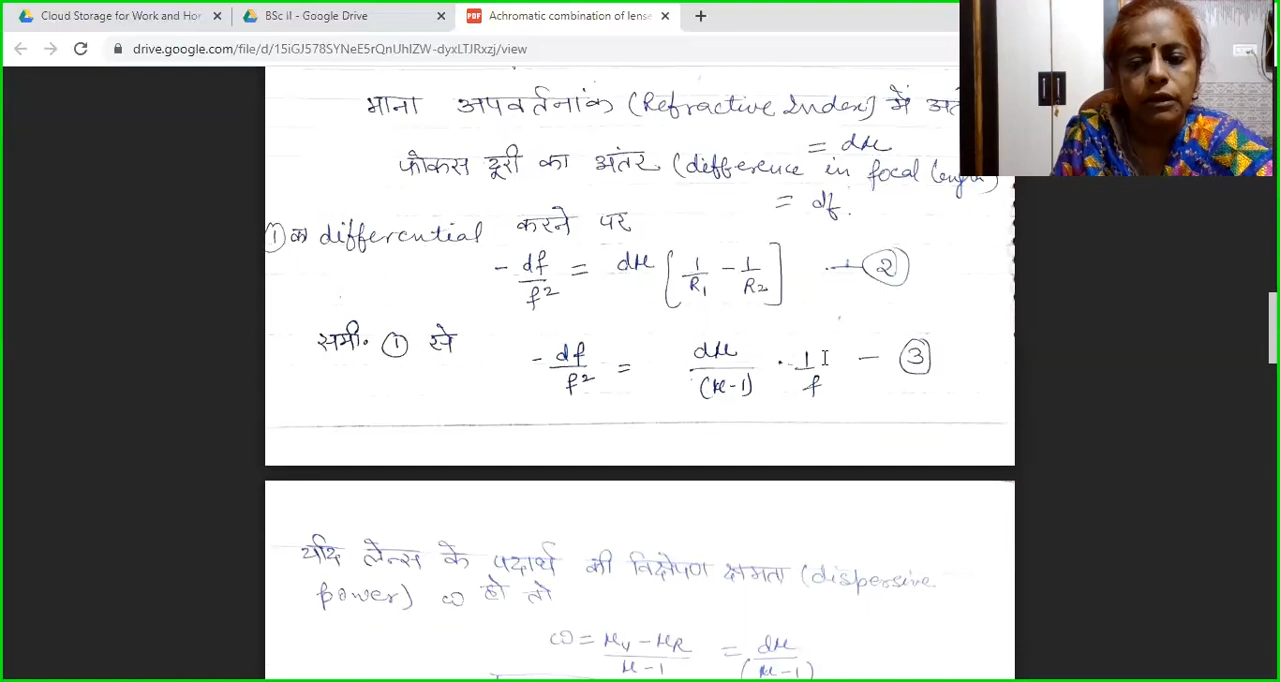 Cloud Storage for Work and Hor
BSc iI - Google Drive
Achromatic combination of lense
drive.google.com/file/d/15iGJ578SYNeE5rQnUhIZW-dyxLTJRxzj/view
माना अपवर्तनांक (Refractive Index) में
= dμ
फोकस दूरी का अंतर (difference in focal length)
= df.
① का differential करने पर
- df/f² = dμ [1/R₁ - 1/R₂] — ②
समी. ① से
- df/f² = dμ/(μ-1) · 1/f — ③
यदि लेन्स के पदार्थ की विक्षेपण क्षमता (dispersive
power) ω हो तो
ω = μv - μR/μ-1 = dμ/(μ-1)